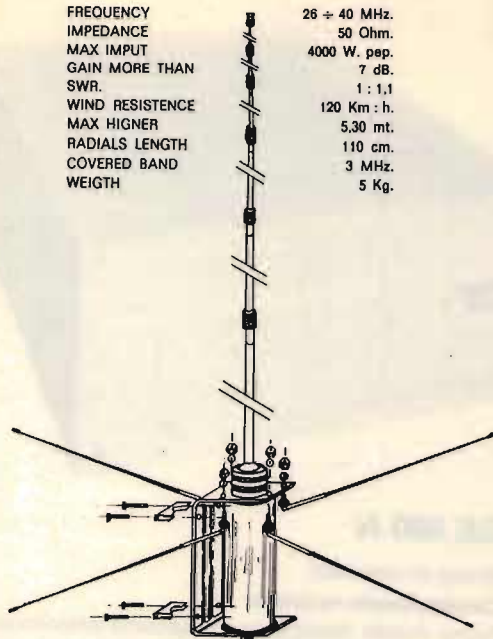 FREQUENCY 26 ÷ 40 MHz.
IMPEDANCE 50 Ohm.
MAX IMPUT 4000 W. pep.
GAIN MORE THAN 7 dB.
SWR. 1 : 1,1
WIND RESISTENCE 120 Km : h.
MAX HIGNER 5,30 mt.
RADIALS LENGTH 110 cm.
COVERED BAND 3 MHz.
WEIGTH 5 Kg.